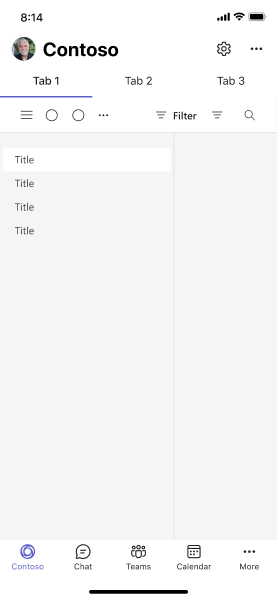 8:14
Contoso
Tab 1 Tab 2 Tab 3
Filter
Title
Title
Title
Title
Contoso Chat Teams Calendar More